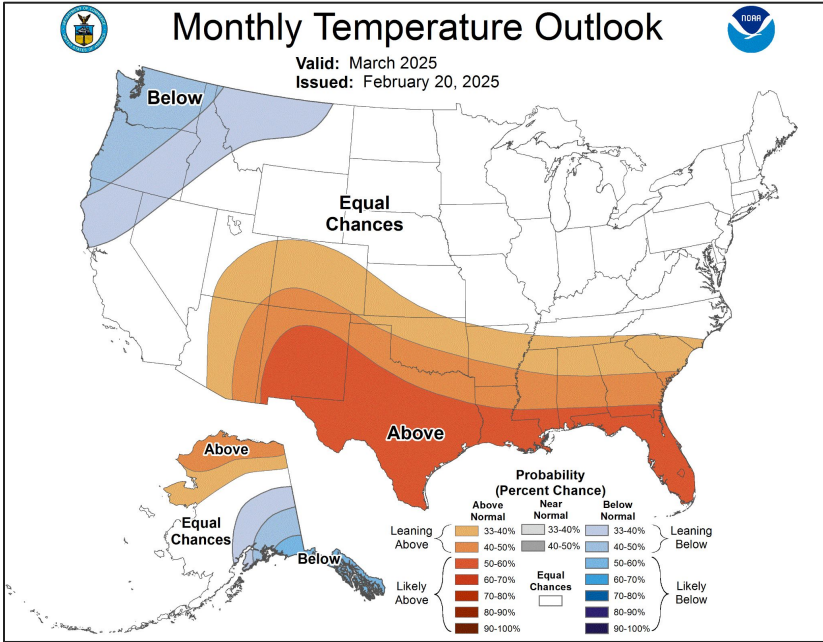 Monthly Temperature Outlook
NOAA
Valid: March 2025
Issued: February 20, 2025
Below
Equal
Chances
Above
Above
Equal
Chances
Below
Probability
(Percent Chance)
Above
Normal
Near
Normal
Below
Normal
Leaning
Above
33-40%
33-40%
33-40%
Leaning
Below
40-50%
40-50%
40-50%
Likely
Above
50-60%
60-70%
70-80%
80-90%
90-100%
Equal
Chances
50-60%
60-70%
70-80%
80-90%
90-100%
Likely
Below